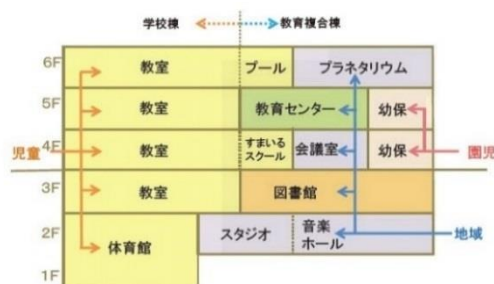 学校棟 教育複合棟
6F 教室 プール プラネタリウム
5F 教室 教育センター 幼保
児童 4F 教室 すまいる
スクール 会議室 幼保 園児
3F 教室 図書館
2F 体育館 スタジオ 音楽
ホール 地域
1F